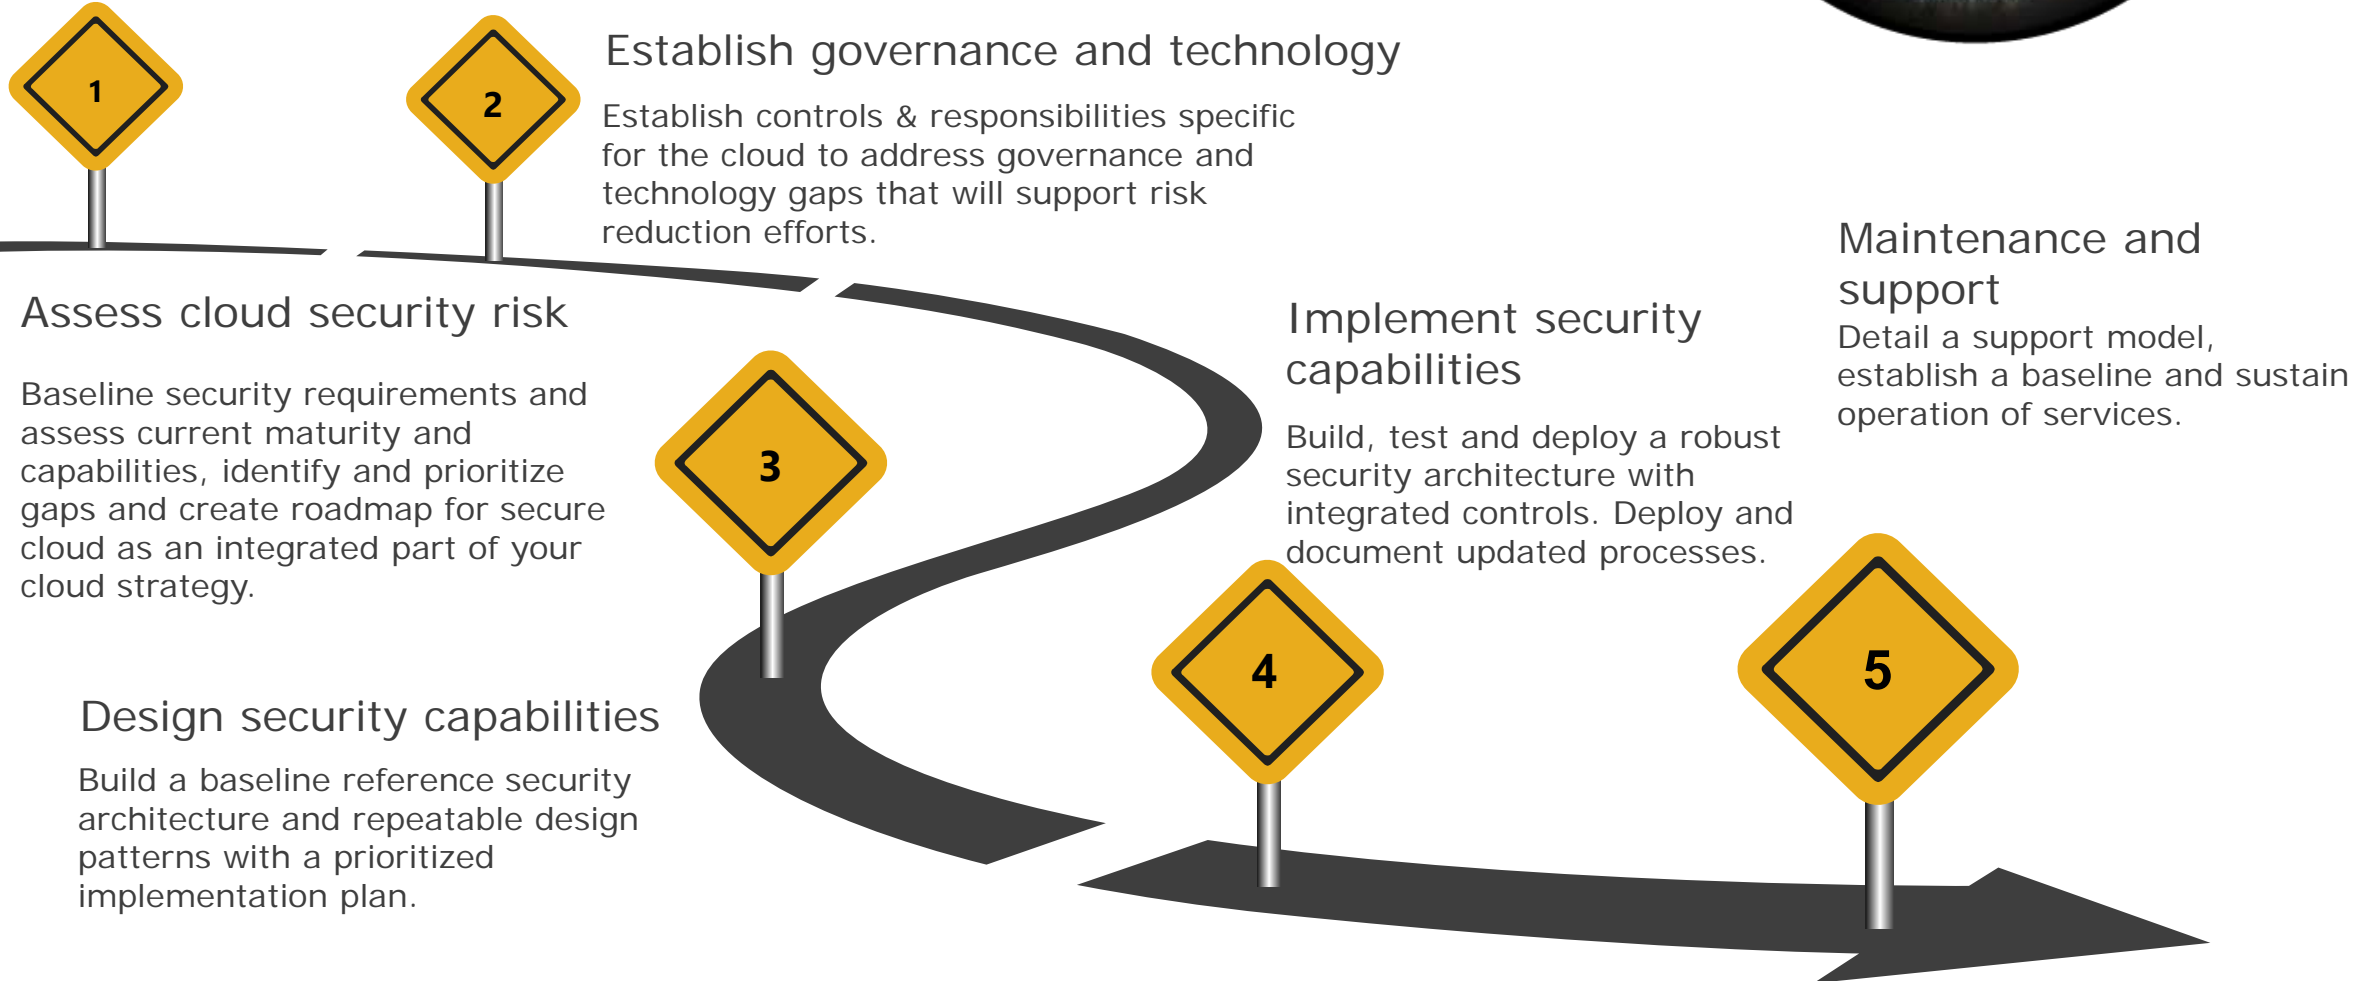 1
Assess cloud security risk
Baseline security requirements and
assess current maturity and
capabilities, identify and prioritize
gaps and create roadmap for secure
cloud as an integrated part of your
cloud strategy.
2
Establish governance and technology
Establish controls & responsibilities specific
for the cloud to address governance and
technology gaps that will support risk
reduction efforts.
3
Design security capabilities
Build a baseline reference security
architecture and repeatable design
patterns with a prioritized
implementation plan.
4
Implement security
capabilities
Build, test and deploy a robust
security architecture with
integrated controls. Deploy and
document updated processes.
5
Maintenance and
support
Detail a support model,
establish a baseline and sustain
operation of services.